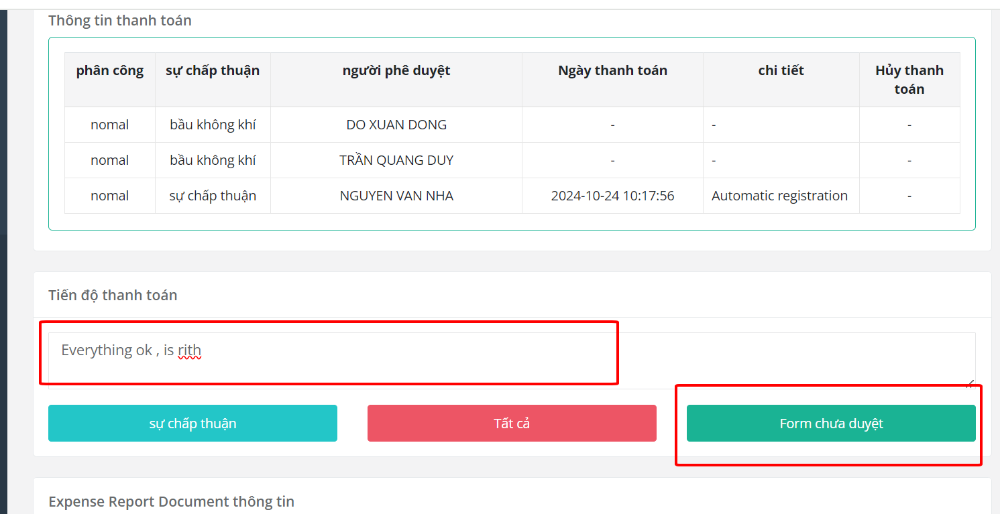 Thông tin thanh toán
phân công sự chấp thuận người phê duyệt Ngày thanh toán chi tiết Hủy thanh
toán
nomal bầu không khí DO XUAN DONG - - -
nomal bầu không khí TRẦN QUANG DUY - - -
nomal sự chấp thuận NGUYEN VAN NHA 2024-10-24 10:17:56 Automatic registration -
Tiến độ thanh toán
Everything ok , is rith
sự chấp thuận Tất cả Form chưa duyệt
Expense Report Document thông tin